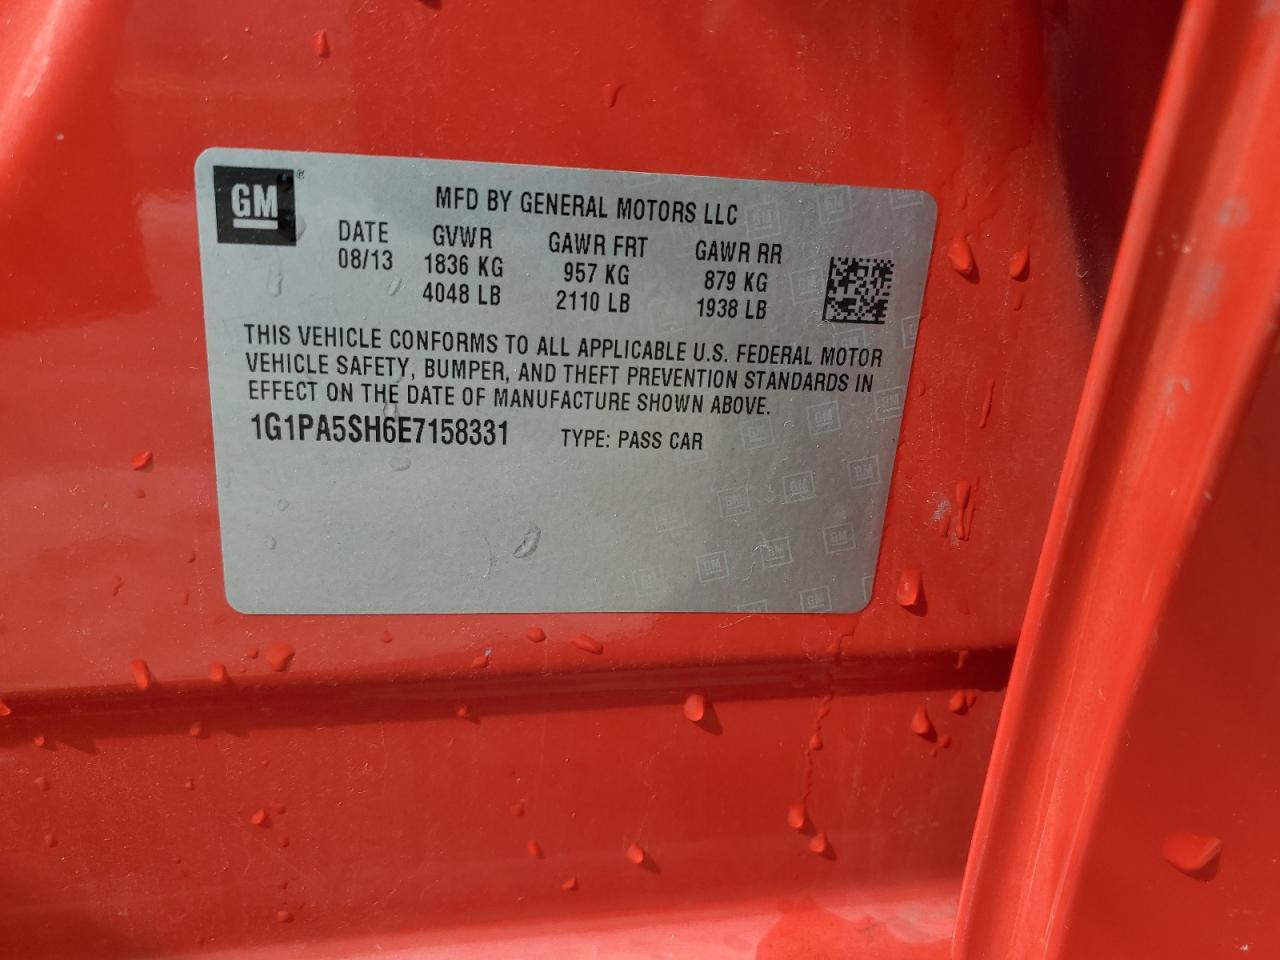 GM ®
MFD BY GENERAL MOTORS LLC
DATE GVWR GAWR FRT GAWR RR
08/13 1836 KG 957 KG 879 KG
4048 LB 2110 LB 1938 LB
THIS VEHICLE CONFORMS TO ALL APPLICABLE U.S. FEDERAL MOTOR
VEHICLE SAFETY, BUMPER, AND THEFT PREVENTION STANDARDS IN
EFFECT ON THE DATE OF MANUFACTURE SHOWN ABOVE.
1G1PA5SH6E7158331 TYPE: PASS CAR